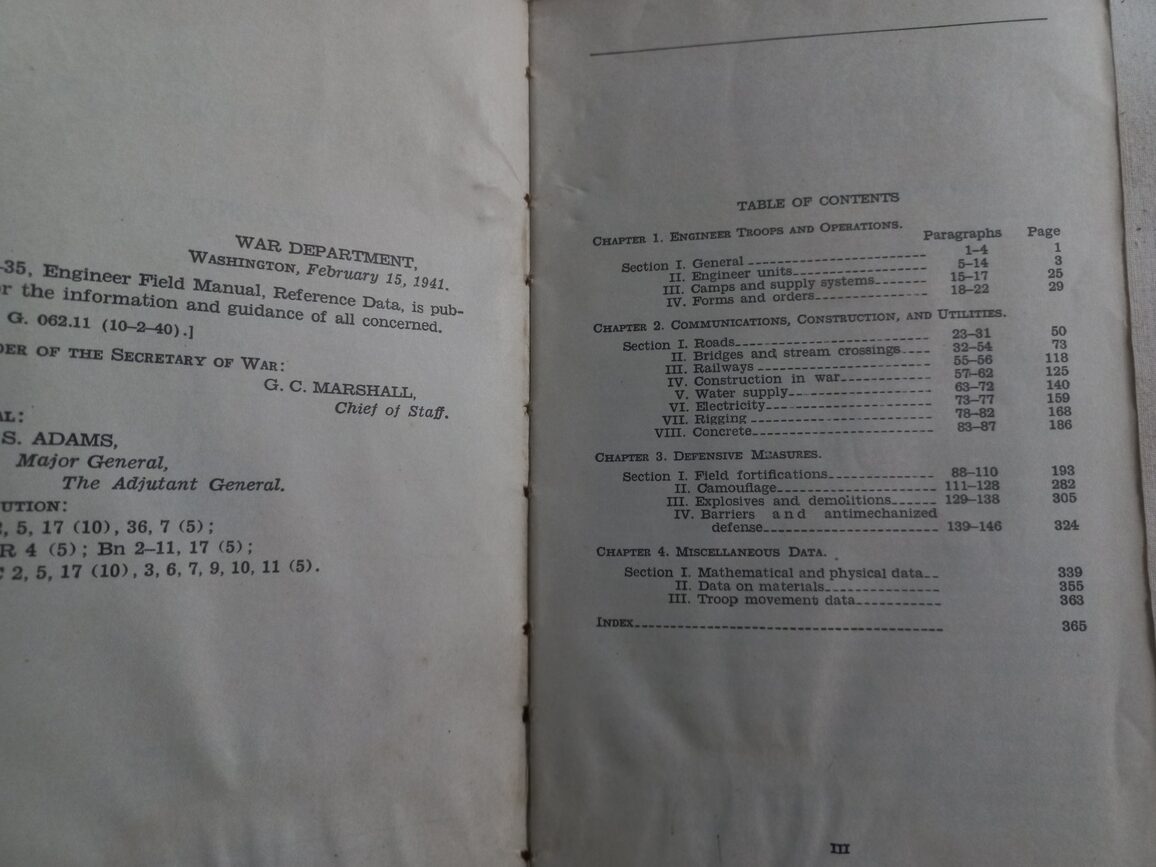 WAR DEPARTMENT,
WASHINGTON, February 15, 1941.
-35, Engineer Field Manual, Reference Data, is pub-
or the information and guidance of all concerned.
G. 062.11 (10–2–40).]
DER OF THE SECRETARY OF WAR:
G. C. MARSHALL,
Chief of Staff.
AL:
S. ADAMS,
Major General,
The Adjutant General.
UTION:
2, 5, 17 (10), 36, 7 (5);
R 4 (5); Bn 2–11, 17 (5);
C 2, 5, 17 (10), 3, 6, 7, 9, 10, 11 (5).
TABLE OF CONTENTS
CHAPTER 1. ENGINEER TROOPS AND OPERATIONS.
Paragraphs Page
Section I. General 1–4 1
II. Engineer units 5–14 3
III. Camps and supply systems 15–17 25
IV. Forms and orders 18–22 29
CHAPTER 2. COMMUNICATIONS, CONSTRUCTION, AND UTILITIES.
Section I. Roads 23–31 50
II. Bridges and stream crossings 32–54 73
III. Railways 55–56 118
IV. Construction in war 57–62 125
V. Water supply 63–72 140
VI. Electricity 73–77 159
VII. Rigging 78–82 168
VIII. Concrete 83–87 186
CHAPTER 3. DEFENSIVE MEASURES.
Section I. Field fortifications 88–110 193
II. Camouflage 111–128 282
III. Explosives and demolitions 129–138 305
IV. Barriers and antimechanized
defense 139–146 324
CHAPTER 4. MISCELLANEOUS DATA.
Section I. Mathematical and physical data 339
II. Data on materials 355
III. Troop movement data 363
INDEX 365
III